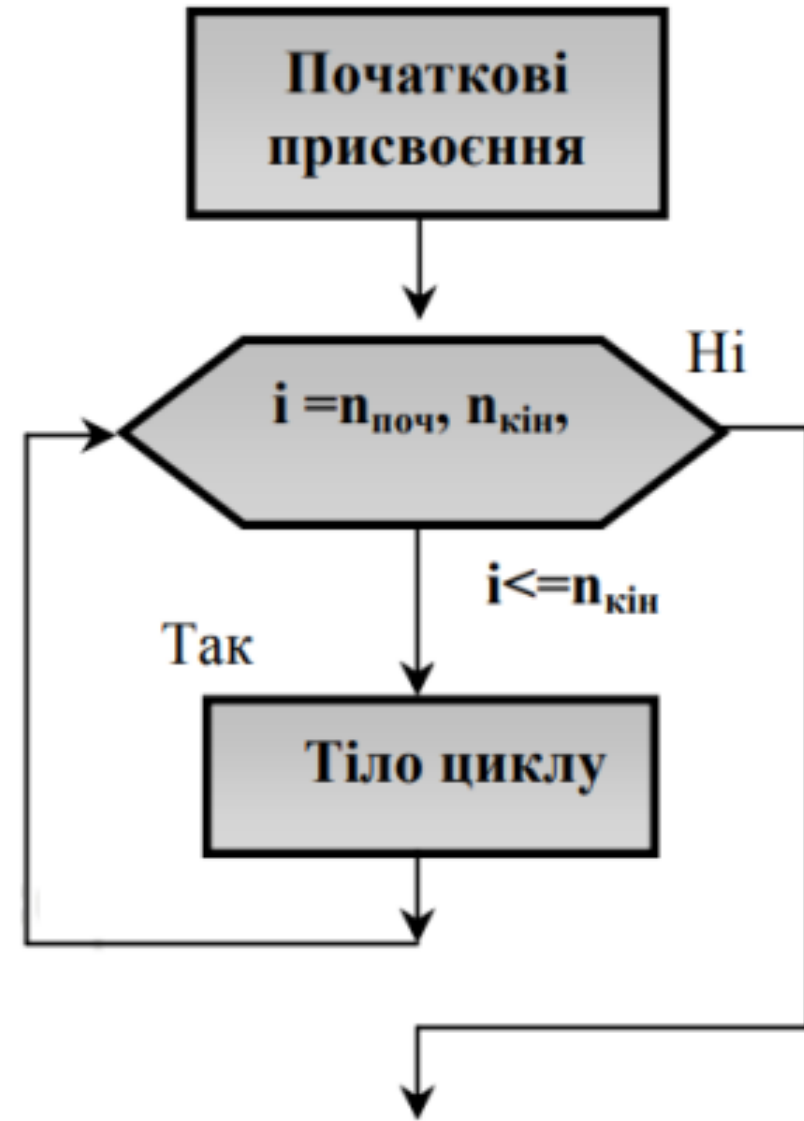 Початкові
присвоєння
Ні
i =nпоч, nкін,
i<=nкін
Так
Тіло циклу